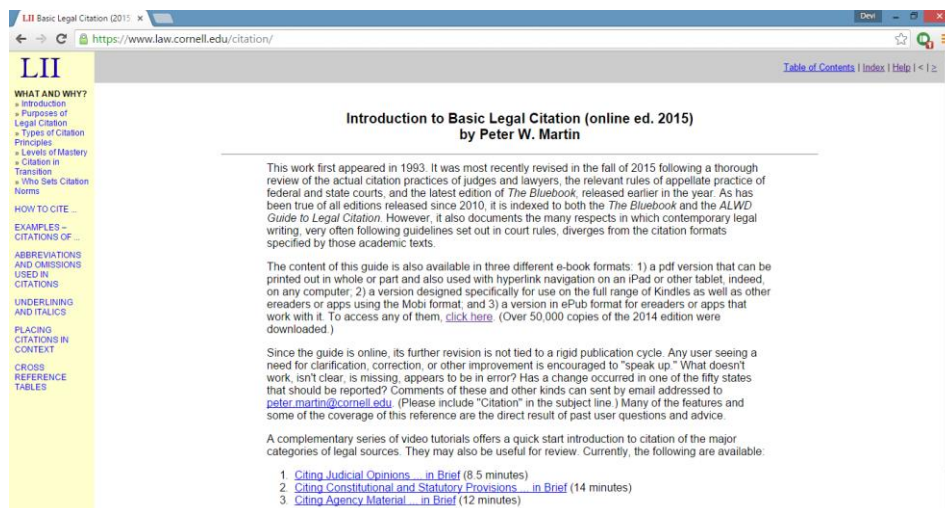 LII Basic Legal Citation (2015
Devi
https://www.law.cornell.edu/citation/
LII
Table of Contents | Index | Help | < | >
WHAT AND WHY?
» Introduction
» Purposes of
Legal Citation
» Types of Citation
Principles
» Levels of Mastery
» Citation in
Transition
» Who Sets Citation
Norms
HOW TO CITE ...
EXAMPLES –
CITATIONS OF ...
ABBREVIATIONS
AND OMISSIONS
USED IN
CITATIONS
UNDERLINING
AND ITALICS
PLACING
CITATIONS IN
CONTEXT
CROSS
REFERENCE
TABLES
Introduction to Basic Legal Citation (online ed. 2015)
by Peter W. Martin
This work first appeared in 1993. It was most recently revised in the fall of 2015 following a thorough
review of the actual citation practices of judges and lawyers, the relevant rules of appellate practice of
federal and state courts, and the latest edition of The Bluebook, released earlier in the year. As has
been true of all editions released since 2010, it is indexed to both the The Bluebook and the ALWD
Guide to Legal Citation. However, it also documents the many respects in which contemporary legal
writing, very often following guidelines set out in court rules, diverges from the citation formats
specified by those academic texts.
The content of this guide is also available in three different e-book formats: 1) a pdf version that can be
printed out in whole or part and also used with hyperlink navigation on an iPad or other tablet, indeed,
on any computer; 2) a version designed specifically for use on the full range of Kindles as well as other
ereaders or apps using the Mobi format; and 3) a version in ePub format for ereaders or apps that
work with it. To access any of them, click here. (Over 50,000 copies of the 2014 edition were
downloaded.)
Since the guide is online, its further revision is not tied to a rigid publication cycle. Any user seeing a
need for clarification, correction, or other improvement is encouraged to "speak up." What doesn't
work, isn't clear, is missing, appears to be in error? Has a change occurred in one of the fifty states
that should be reported? Comments of these and other kinds can sent by email addressed to
peter.martin@cornell.edu. (Please include "Citation" in the subject line.) Many of the features and
some of the coverage of this reference are the direct result of past user questions and advice.
A complementary series of video tutorials offers a quick start introduction to citation of the major
categories of legal sources. They may also be useful for review. Currently, the following are available:
1. Citing Judicial Opinions ... in Brief (8.5 minutes)
2. Citing Constitutional and Statutory Provisions ... in Brief (14 minutes)
3. Citing Agency Material ... in Brief (12 minutes)